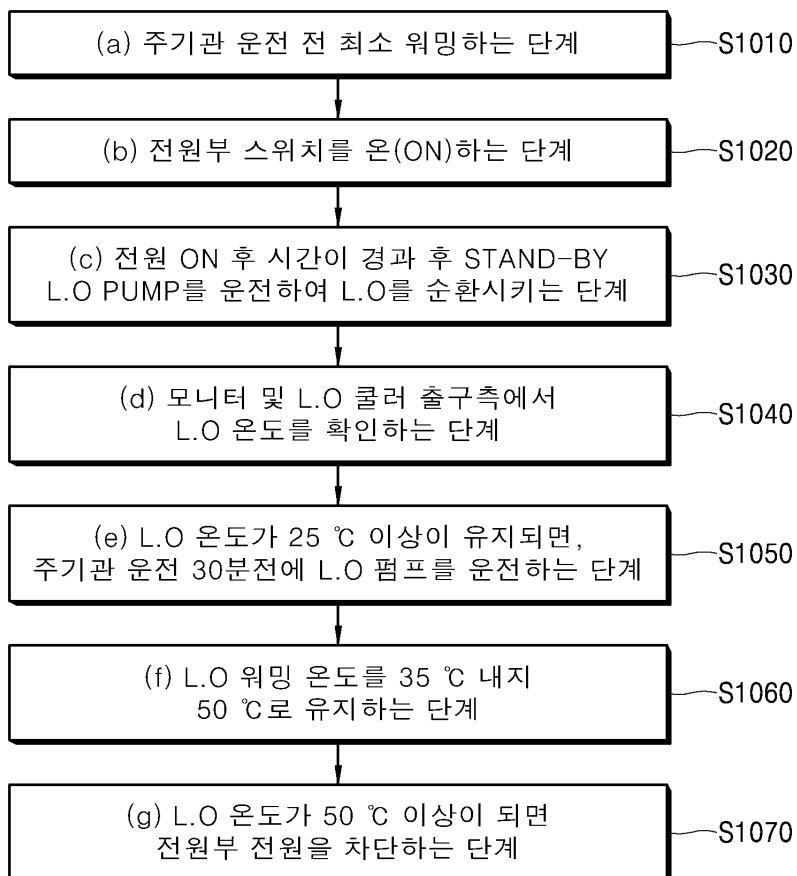 (a) 주기관 운전 전 최소 워밍하는 단계
S1010
(b) 전원부 스위치를 온(ON)하는 단계
S1020
(c) 전원 ON 후 시간이 경과 후 STAND-BY
L.O PUMP를 운전하여 L.O를 순환시키는 단계
S1030
(d) 모니터 및 L.O 쿨러 출구측에서
L.O 온도를 확인하는 단계
S1040
(e) L.O 온도가 25 ℃ 이상이 유지되면,
주기관 운전 30분전에 L.O 펌프를 운전하는 단계
S1050
(f) L.O 워밍 온도를 35 ℃ 내지
50 ℃로 유지하는 단계
S1060
(g) L.O 온도가 50 ℃ 이상이 되면
전원부 전원을 차단하는 단계
S1070